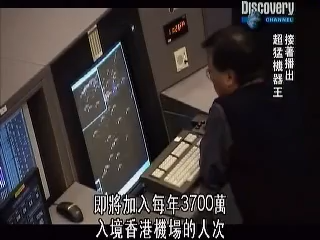 Discovery
CHANNEL
接著播出
超猛機器王
即將加入每年3700萬
入境香港機場的人次